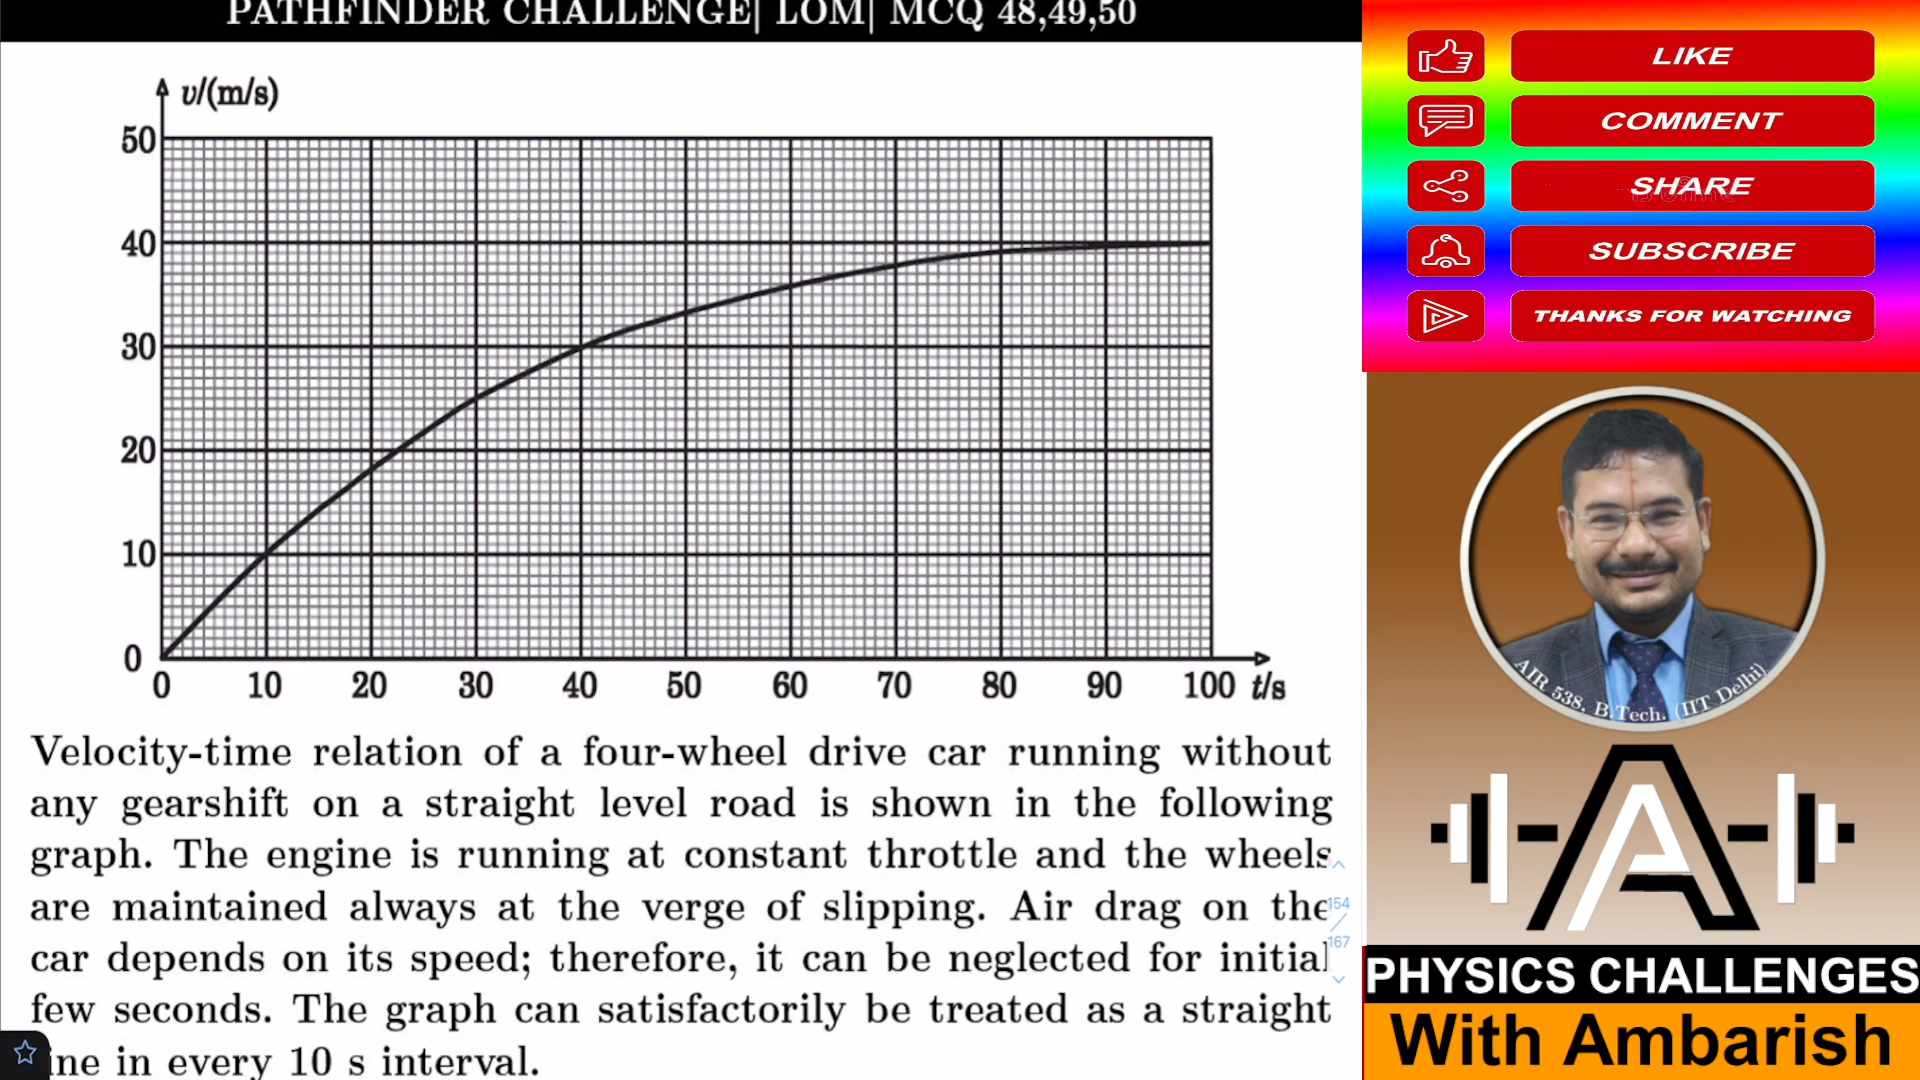 PATHFINDER CHALLENGE| LOM| MCQ 48,49,50
v/(m/s)
50
40
30
20
10
0
0 10 20 30 40 50 60 70 80 90 100 t/s
Velocity-time relation of a four-wheel drive car running without
any gearshift on a straight level road is shown in the following
graph. The engine is running at constant throttle and the wheels
are maintained always at the verge of slipping. Air drag on the
car depends on its speed; therefore, it can be neglected for initial
few seconds. The graph can satisfactorily be treated as a straight
ine in every 10 s interval.
154
167
LIKE
COMMENT
SHARE
SUBSCRIBE
THANKS FOR WATCHING
AIR 538, B.Tech. (IIT Delhi)
PHYSICS CHALLENGES
With Ambarish